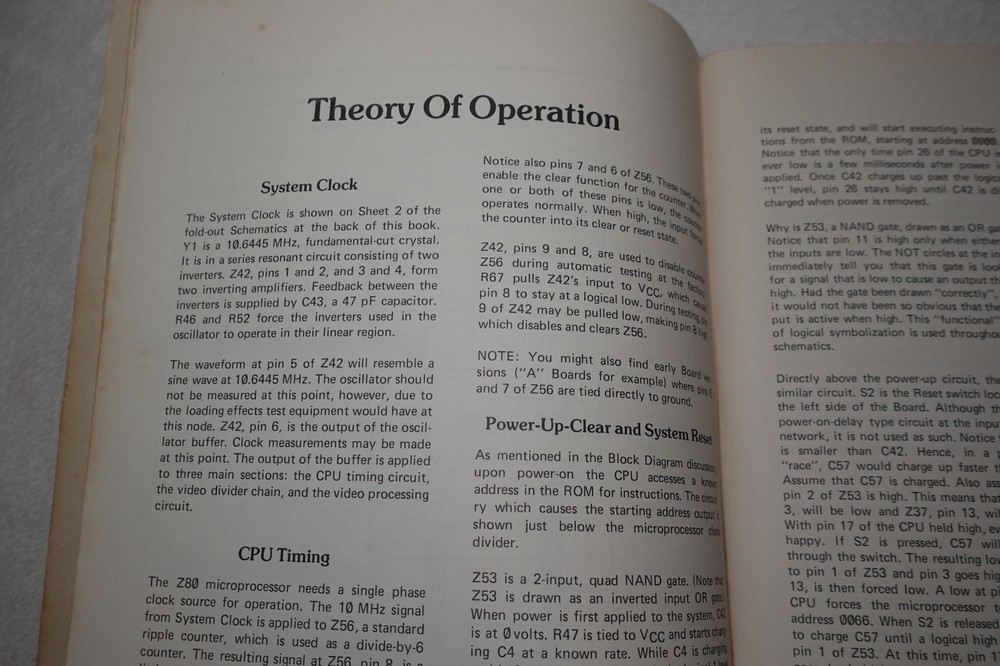 Theory Of Operation
System Clock
The System Clock is shown on Sheet 2 of the
fold-out Schematics at the back of this book.
Y1 is a 10.6445 MHz, fundamental-cut crystal.
It is in a series resonant circuit consisting of two
inverters. Z42, pins 1 and 2, and 3 and 4, form
two inverting amplifiers. Feedback between the
inverters is supplied by C43, a 47 pF capacitor.
R46 and R52 force the inverters used in the
oscillator to operate in their linear region.
The waveform at pin 5 of Z42 will resemble a
sine wave at 10.6445 MHz. The oscillator should
not be measured at this point, however, due to
the loading effects test equipment would have at
this node. Z42, pin 6, is the output of the oscil-
lator buffer. Clock measurements may be made
at this point. The output of the buffer is applied
to three main sections: the CPU timing circuit,
the video divider chain, and the video processing
circuit.
CPU Timing
The Z80 microprocessor needs a single phase
clock source for operation. The 10 MHz signal
from System Clock is applied to Z56, a standard
ripple counter, which is used as a divide-by-6
counter. The resulting signal at Z56, pin 8, is a
Notice also pins 7 and 6 of Z56. These two pins
enable the clear function for the counter. When
one or both of these pins is low, the counter
operates normally. When high, the input forces
the counter into its clear or reset state.
Z42, pins 9 and 8, are used to disable counter
Z56 during automatic testing at the factory.
R67 pulls Z42's input to VCC, which causes
pin 8 to stay at a logical low. During testing, pin
9 of Z42 may be pulled low, making pin 8 high
which disables and clears Z56.
NOTE: You might also find early Board ver-
sions ("A" Boards for example) where pins 6
and 7 of Z56 are tied directly to ground.
Power-Up-Clear and System Reset
As mentioned in the Block Diagram discussion,
upon power-on the CPU accesses a known
address in the ROM for instructions. The circuit
ry which causes the starting address output is
shown just below the microprocessor clock
divider.
Z53 is a 2-input, quad NAND gate. (Note that
Z53 is drawn as an inverted input OR gate.
When power is first applied to the system, C42
is at 0 volts. R47 is tied to VCC and starts charg
ing C4 at a known rate. While C4 is charging,
its reset state, and will start executing instruc
tions from the ROM, starting at address 0000.
Notice that the only time pin 26 of the CPU is
ever low is a few milliseconds after power
applied. Once C42 charges up past the logical
"1" level, pin 26 stays high until C42 is di
charged when power is removed.
Why is Z53, a NAND gate, drawn as an OR ga
Notice that pin 11 is high only when either
the inputs are low. The NOT circles at the in
immediately tell you that this gate is look
for a signal that is low to cause an output th
high. Had the gate been drawn "correctly",
it would not have been so obvious that the
put is active when high. This "functional"
of logical symbolization is used throughou
schematics.
Directly above the power-up circuit, the
similar circuit. S2 is the Reset switch loc
the left side of the Board. Although th
power-on-delay type circuit at the input
network, it is not used as such. Notice
is smaller than C42. Hence, in a p
"race", C57 would charge up faster t
Assume that C57 is charged. Also ass
pin 2 of Z53 is high. This means that
3, will be low and Z37, pin 13, wil
With pin 17 of the CPU held high, ev
happy. If S2 is pressed, C57 will
through the switch. The resulting lov
to pin 1 of Z53 and pin 3 goes hig
13, is then forced low. A low at pi
CPU forces the microprocessor t
address 0066. When S2 is released,
to charge C57 until a logical high
pin 1 of Z53. At this time, pin 1